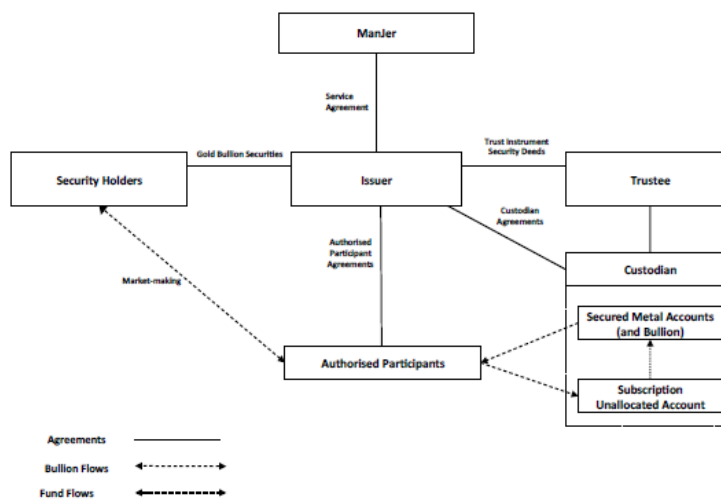 ManJer
Service
Agreement
Gold Bullion Securities
Trust Instrument
Security Deeds
Security Holders
Issuer
Trustee
Custodian
Agreements
Authorised
Participant
Agreements
Custodian
Market-making
Secured Metal Accounts
(and Bullion)
Authorised Participants
Subscription
Unallocated Account
Agreements
Bullion Flows
Fund Flows